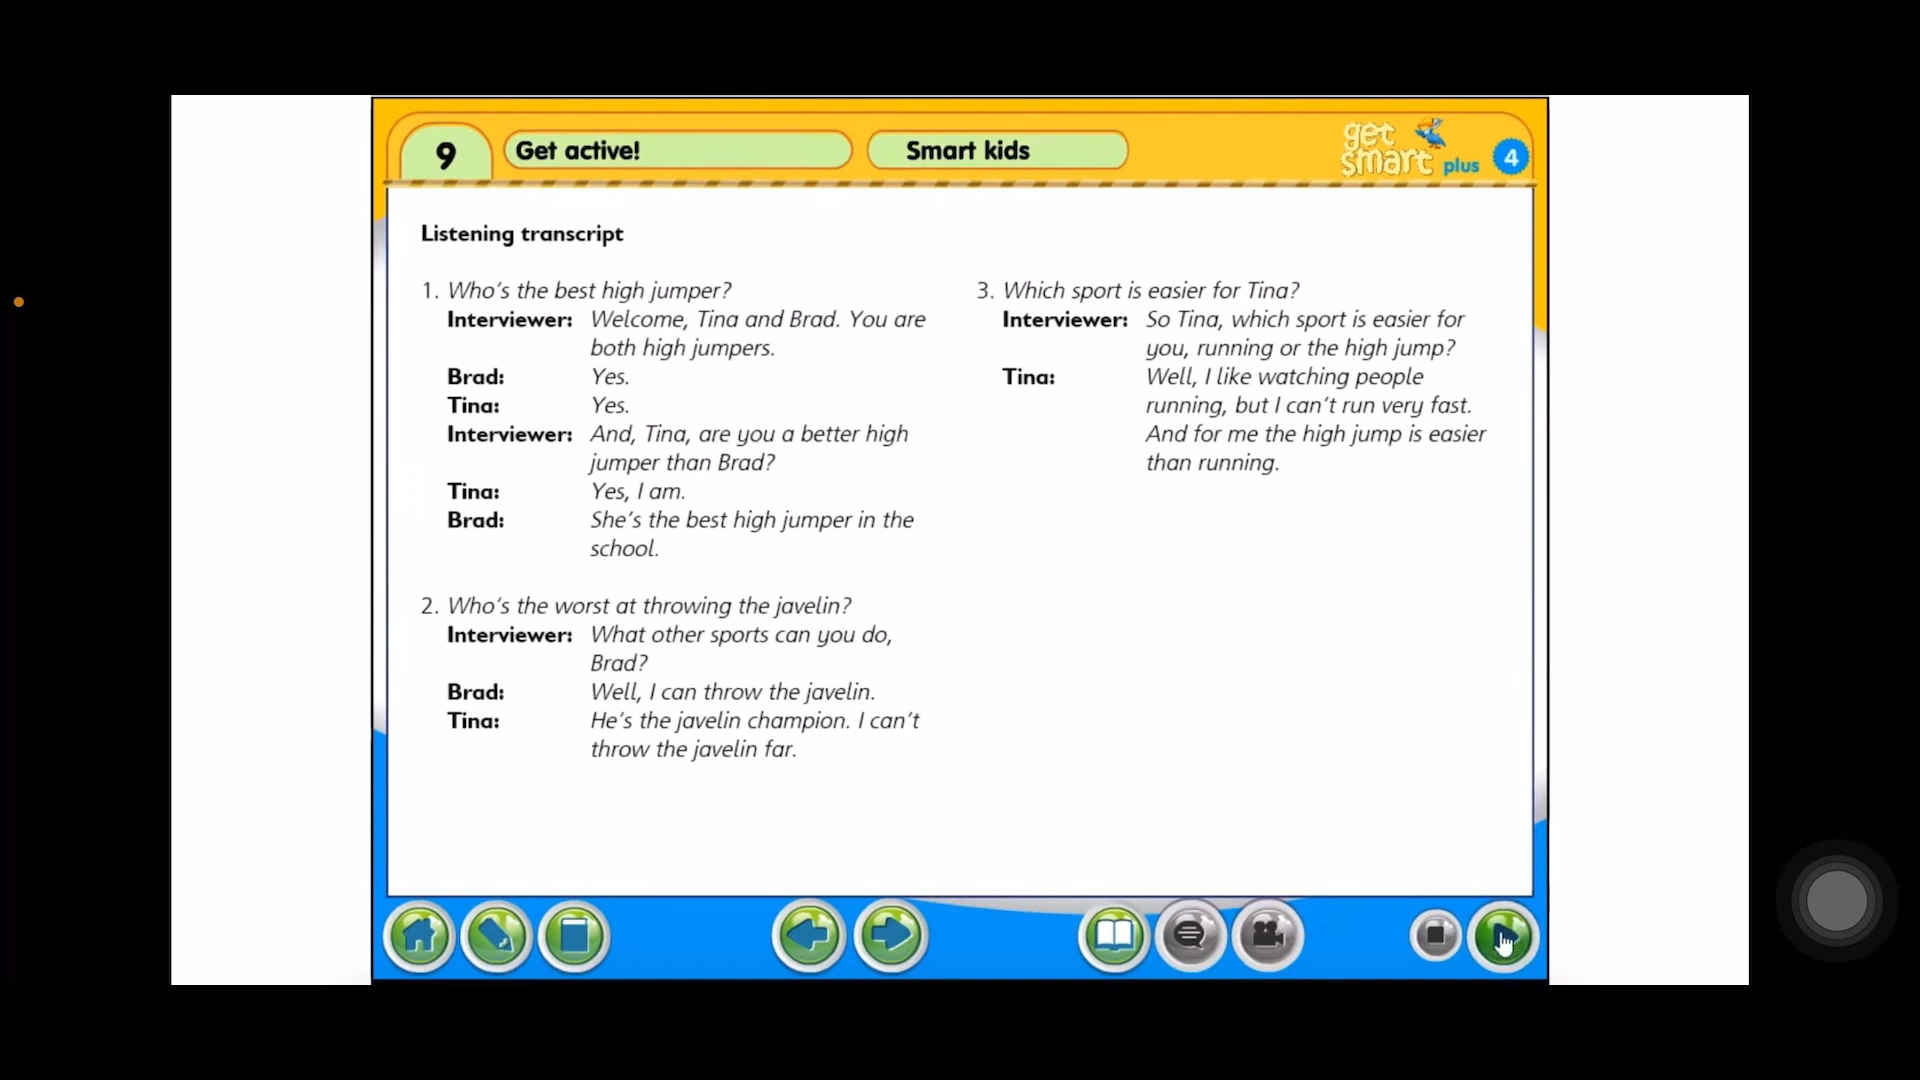 9
Get active!
Smart kids
get
smart plus 4
Listening transcript
1. Who's the best high jumper?
Interviewer: Welcome, Tina and Brad. You are
both high jumpers.
Brad: Yes.
Tina: Yes.
Interviewer: And, Tina, are you a better high
jumper than Brad?
Tina: Yes, I am.
Brad: She's the best high jumper in the
school.
2. Who's the worst at throwing the javelin?
Interviewer: What other sports can you do,
Brad?
Brad: Well, I can throw the javelin.
Tina: He's the javelin champion. I can't
throw the javelin far.
3. Which sport is easier for Tina?
Interviewer: So Tina, which sport is easier for
you, running or the high jump?
Tina: Well, I like watching people
running, but I can't run very fast.
And for me the high jump is easier
than running.